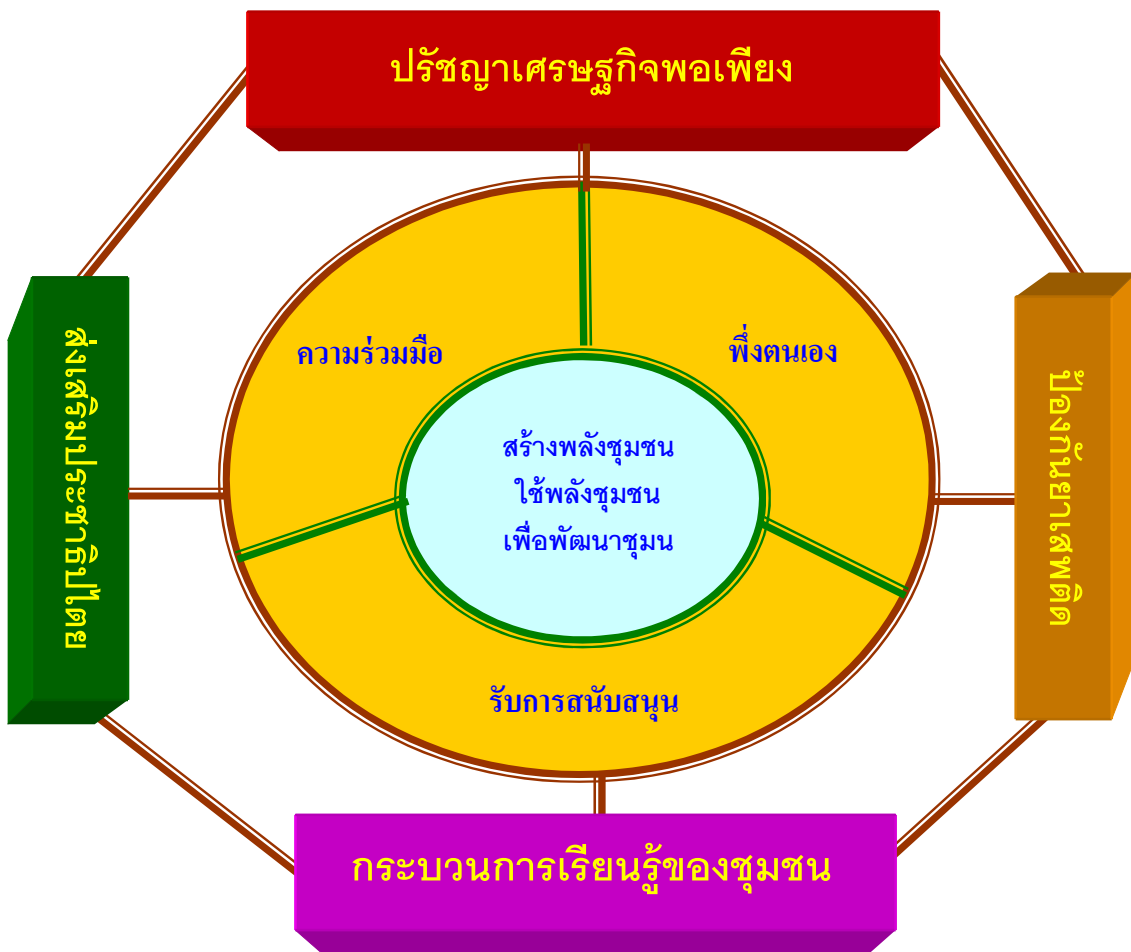 ปรัชญาเศรษฐกิจพอเพียง
ส่งเสริมประชาธิปไตย
ความร่วมมือ
พึ่งตนเอง
ป้องกันยาเสพติด
สร้างพลังชุมชน
ใช้พลังชุมชน
เพื่อพัฒนาชุมน
รับการสนับสนุน
กระบวนการเรียนรู้ของชุมชน